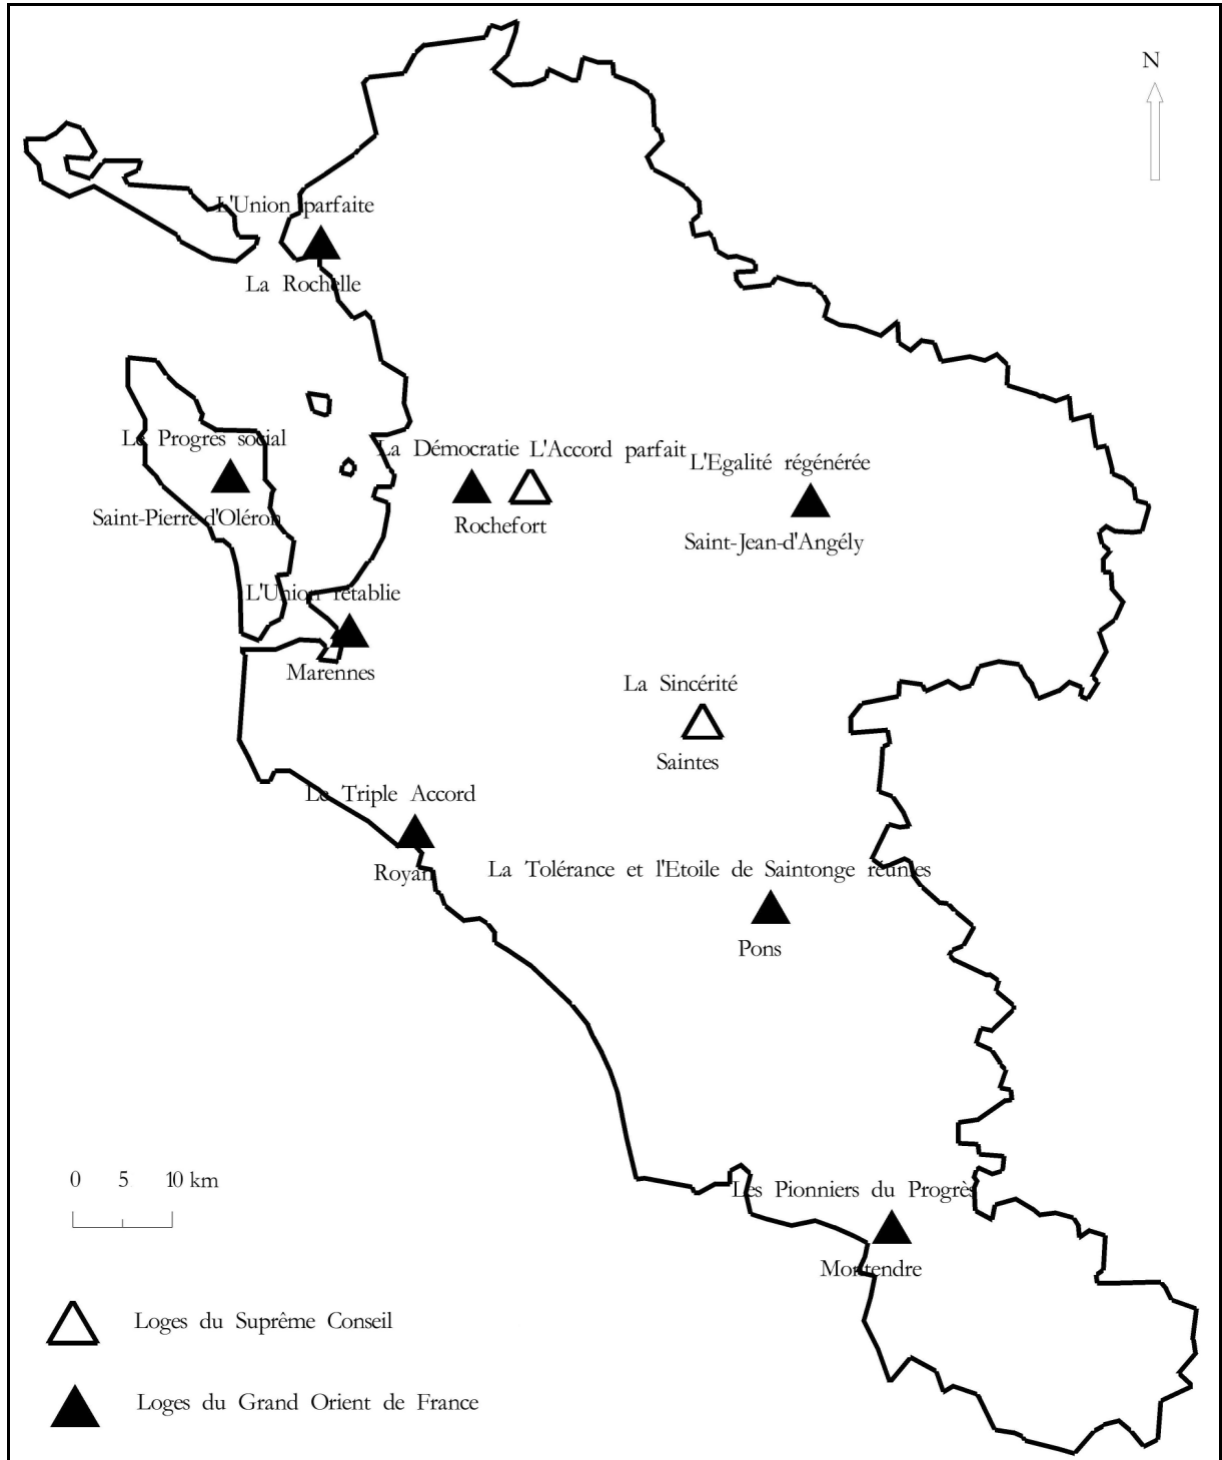 N
L'Union parfaite
La Rochelle
Le Progrès social
Saint-Pierre d'Oléron
La Démocratie L'Accord parfait
Rochefort
L'Egalité régénérée
Saint-Jean-d'Angély
L'Union rétablie
Marennes
La Sincérité
Saintes
Le Triple Accord
Royan
La Tolérance et l'Etoile de Saintonge réunies
Pons
Les Pionniers du Progrès
Montendre
0 5 10 km
Loges du Suprême Conseil
Loges du Grand Orient de France